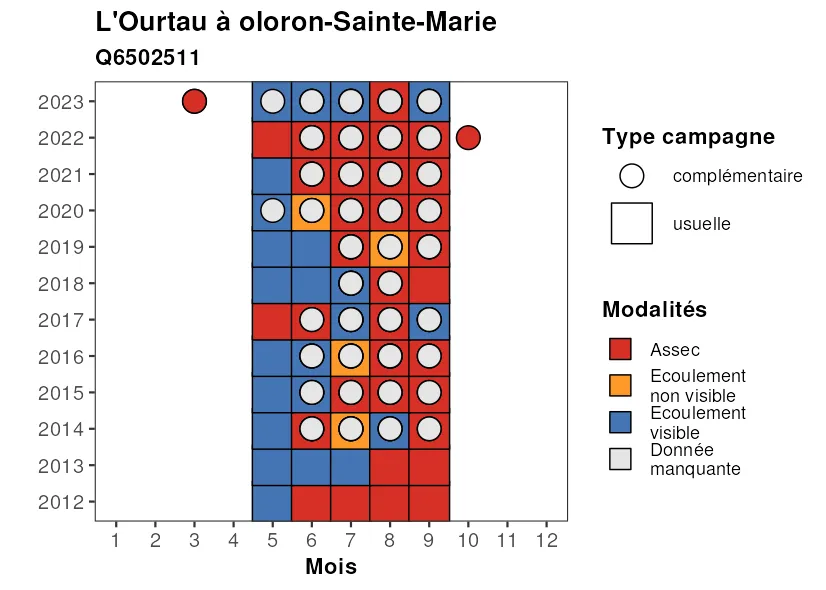 L'Ourtau à oloron-Sainte-Marie
Q6502511
2023
2022
2021
2020
2019
2018
2017
2016
2015
2014
2013
2012
1 2 3 4 5 6 7 8 9 10 11 12
Mois
Type campagne
complémentaire
usuelle
Modalités
Assec
Ecoulement
non visible
Ecoulement
visible
Donnée
manquante